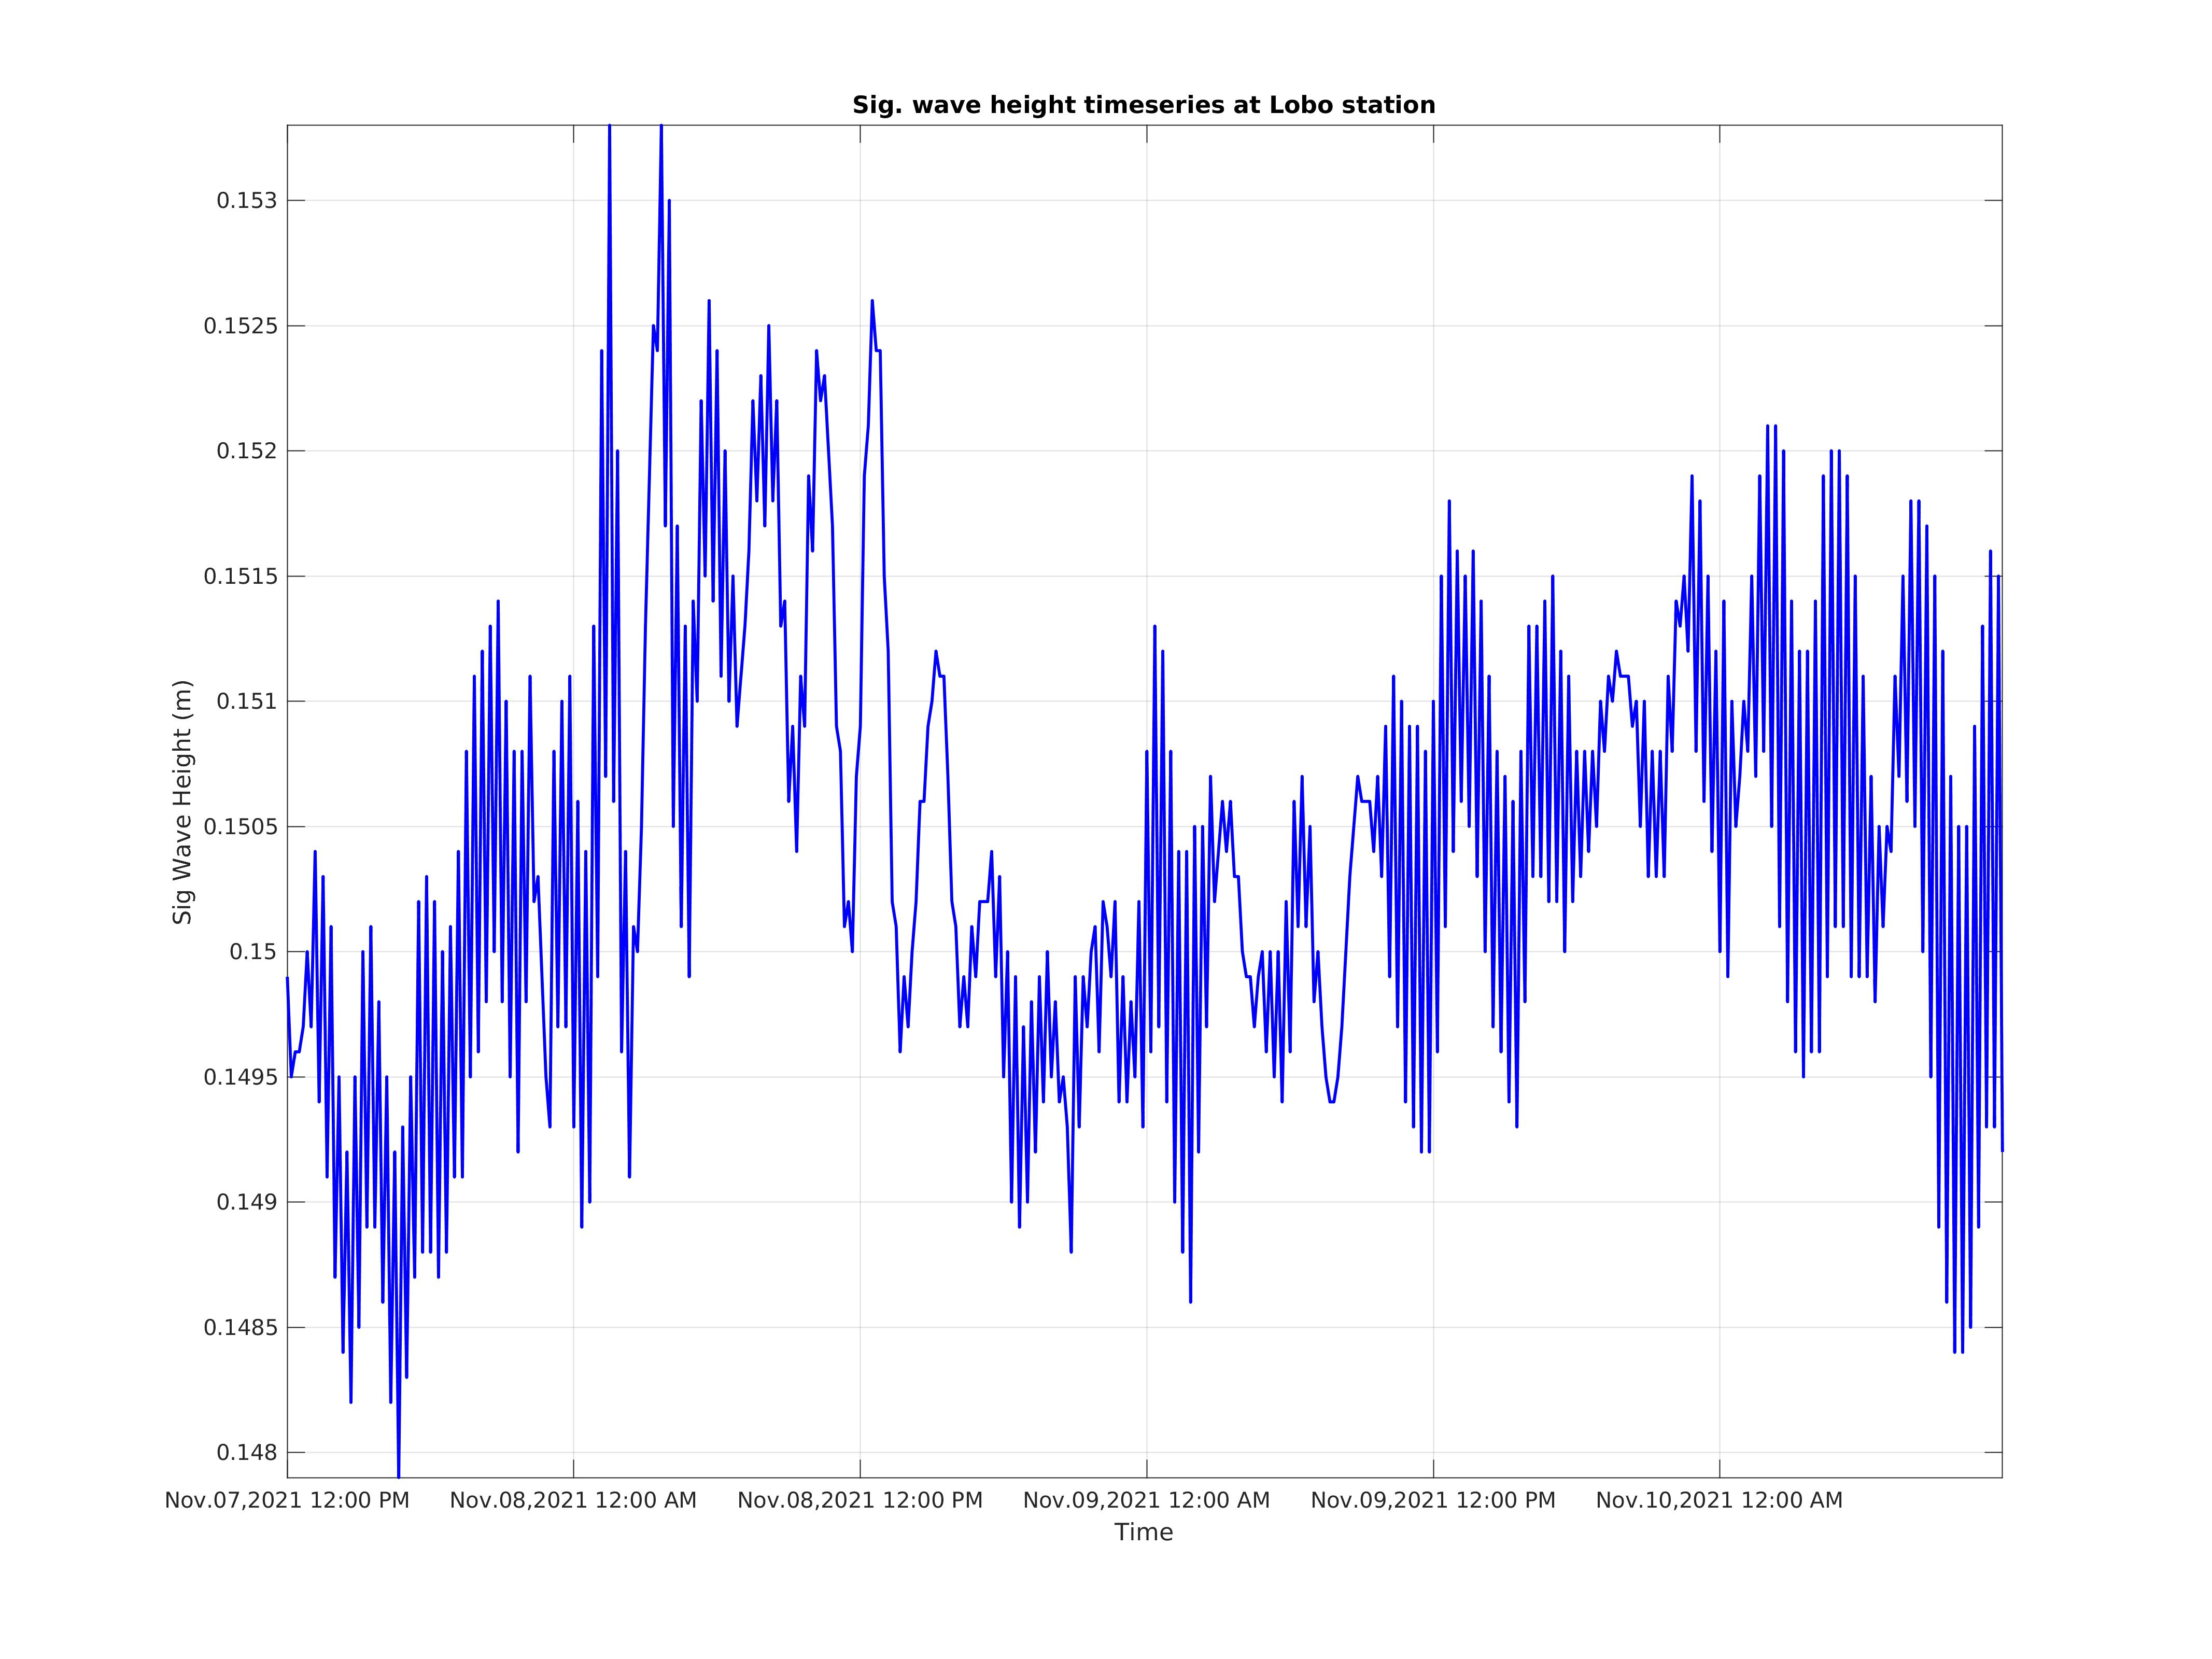 Sig. wave height timeseries at Lobo station
0.153
0.1525
0.152
0.1515
0.151
0.1505
0.15
0.1495
0.149
0.1485
0.148
Sig Wave Height (m)
Nov.07,2021 12:00 PM Nov.08,2021 12:00 AM Nov.08,2021 12:00 PM Nov.09,2021 12:00 AM Nov.09,2021 12:00 PM Nov.10,2021 12:00 AM
Time